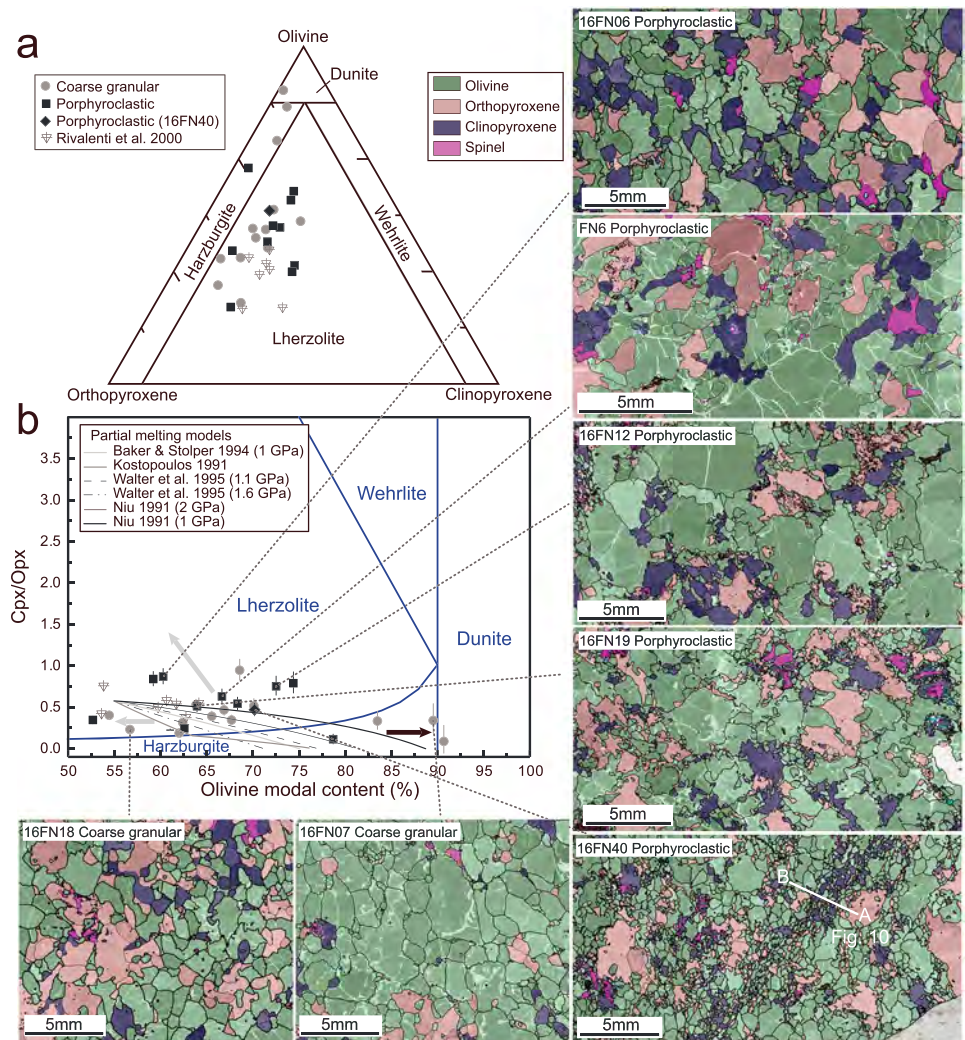 a
Olivine
Dunite
Coarse granular
Porphyroclastic
Porphyroclastic (16FN40)
Rivalenti et al. 2000
Olivine
Orthopyroxene
Clinopyroxene
Spinel
Harzburgite
Wehrlite
Lherzolite
Orthopyroxene
Clinopyroxene
b
Partial melting models
Baker & Stolper 1994 (1 GPa)
Kostopoulos 1991
Walter et al. 1995 (1.1 GPa)
Walter et al. 1995 (1.6 GPa)
Niu 1991 (2 GPa)
Niu 1991 (1 GPa)
Wehrlite
Lherzolite
Dunite
Harzburgite
Cpx/Opx
3.5
3.0
2.5
2.0
1.5
1.0
0.5
0.0
50 55 60 65 70 75 80 85 90 95 100
Olivine modal content (%)
16FN06 Porphyroclastic
5mm
FN6 Porphyroclastic
5mm
16FN12 Porphyroclastic
5mm
16FN19 Porphyroclastic
5mm
16FN40 Porphyroclastic
B
A
Fig. 10
5mm
16FN18 Coarse granular
5mm
16FN07 Coarse granular
5mm